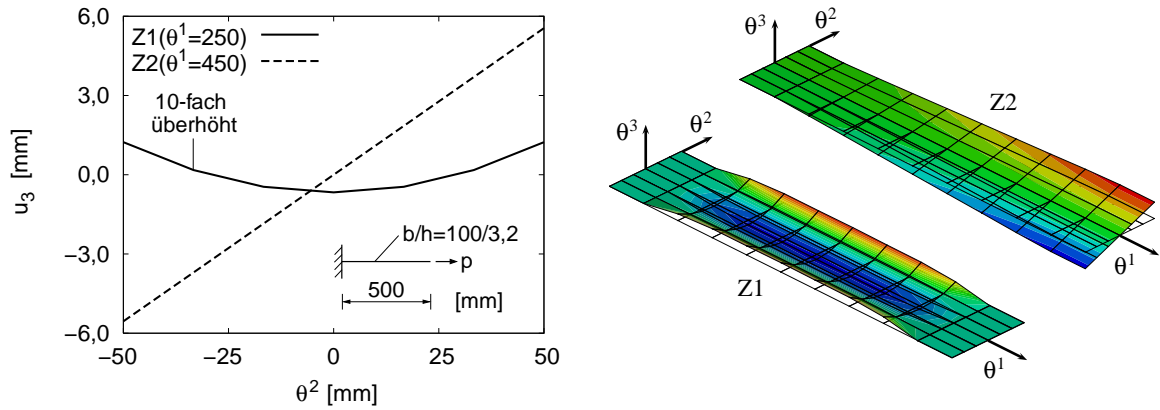 6,0
3,0
0,0
−3,0
−6,0
u3 [mm]
Z1(θ1=250)
Z2(θ1=450)
10-fach
überhöht
b/h=100/3,2
p
500
[mm]
−50
−25
0
25
50
θ2 [mm]
θ3
θ2
Z2
θ1
θ3
θ2
Z1
θ1